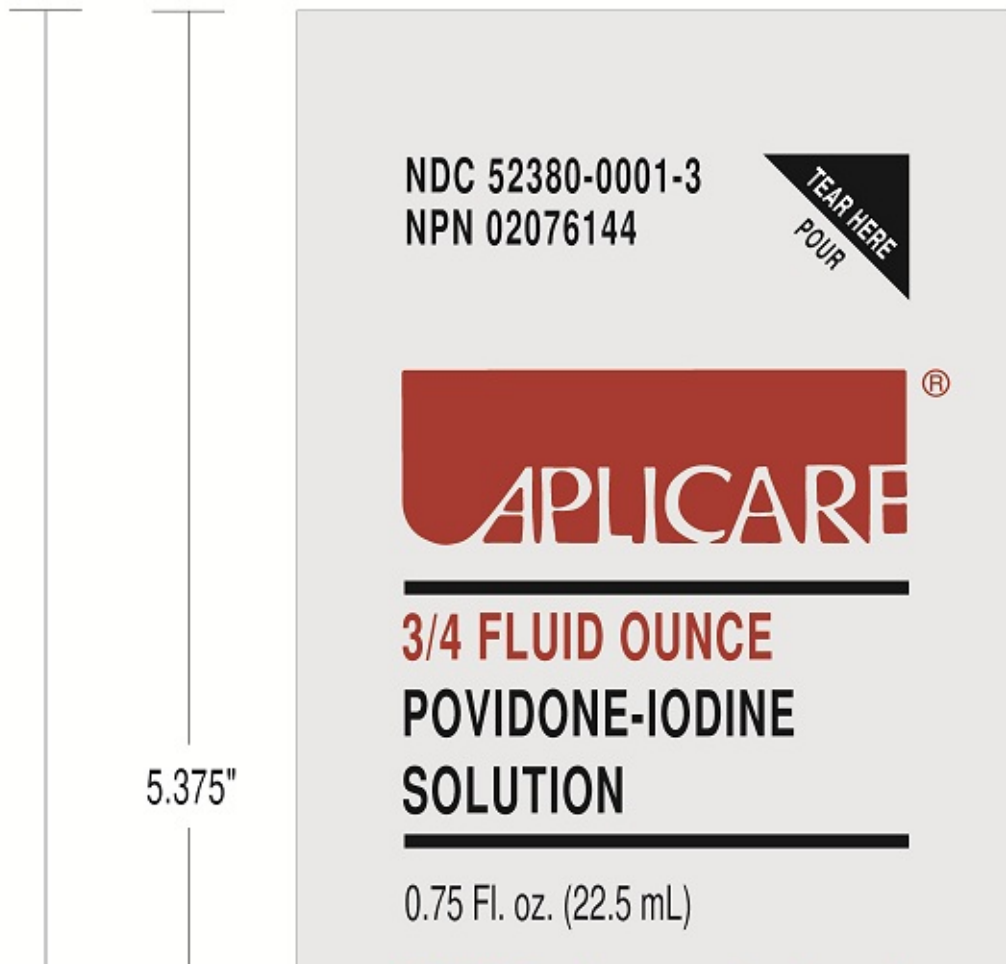 NDC 52380-0001-3
NPN 02076144
TEAR HERE
POUR
APLICARE®
3/4 FLUID OUNCE
POVIDONE-IODINE
SOLUTION
5.375"
0.75 Fl. oz. (22.5 mL)